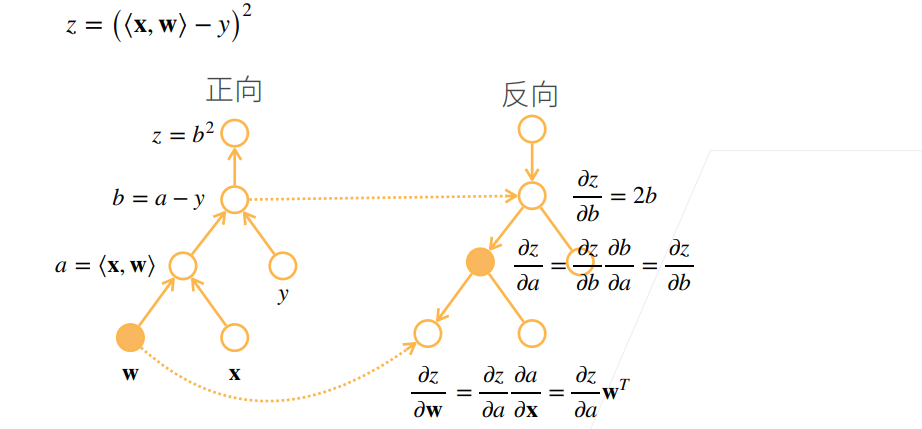 z = (⟨x, w⟩ − y)²
正向
反向
z = b²
b = a − y
∂z/∂b = 2b
a = ⟨x, w⟩
∂z/∂a = ∂z/∂b ∂b/∂a = ∂z/∂b
y
w
x
∂z/∂w = ∂z/∂a ∂a/∂x = ∂z/∂a wᵀ